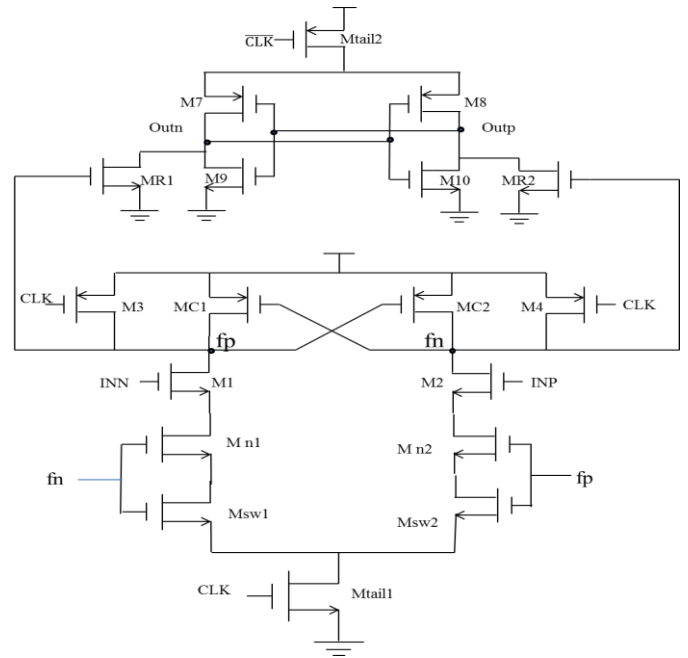 CLK Mtail2
M7 M8
Outn Outp
MR1 M9 M10 MR2
CLK M3 MC1 MC2 M4 CLK
fp fn
INN M1 M2 INP
M n1 M n2
fn fp
Msw1 Msw2
CLK Mtail1